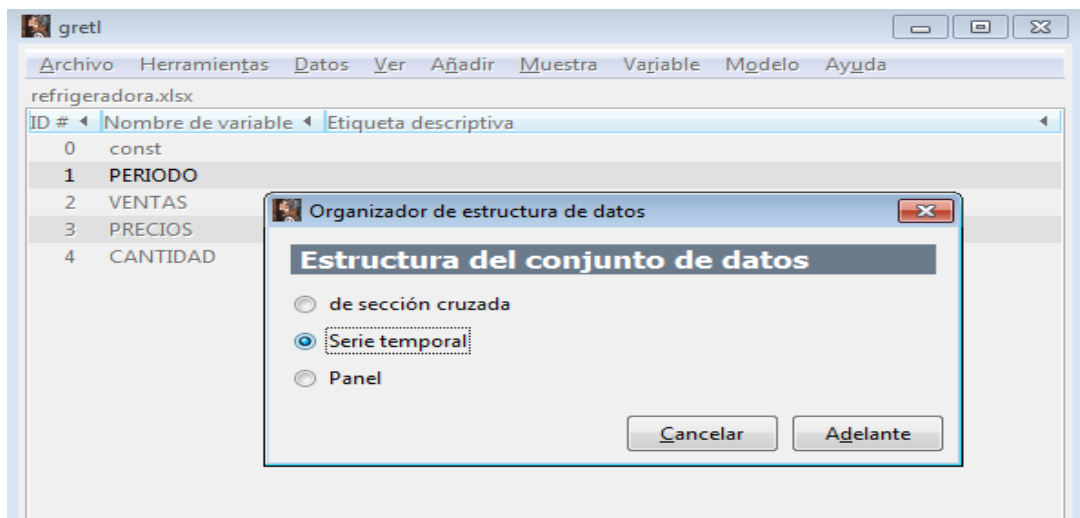 gretl
Archivo Herramientas Datos Ver Añadir Muestra Variable Modelo Ayuda
refrigeradora.xlsx
ID # Nombre de variable Etiqueta descriptiva
0 const
1 PERIODO
2 VENTAS
3 PRECIOS
4 CANTIDAD
Organizador de estructura de datos
Estructura del conjunto de datos
de sección cruzada
Serie temporal
Panel
Cancelar Adelante